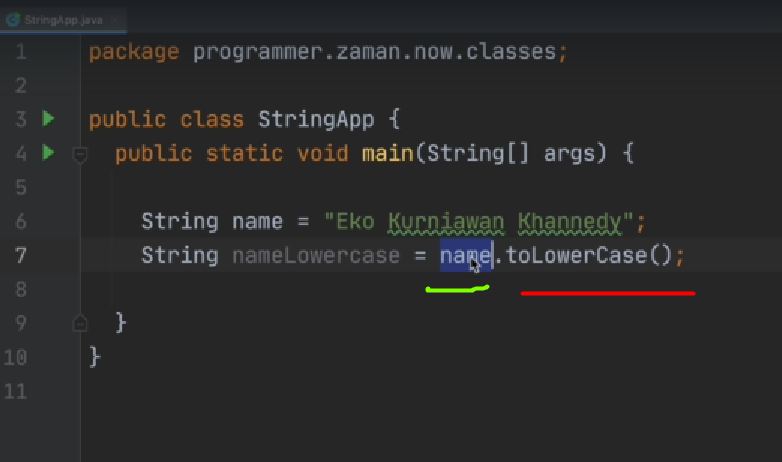 StringApp.java
1 package programmer.zaman.now.classes;
2
3 public class StringApp {
4 public static void main(String[] args) {
5
6 String name = "Eko Kurniawan Khannedy";
7 String nameLowercase = name.toLowerCase();
8
9 }
10 }
11